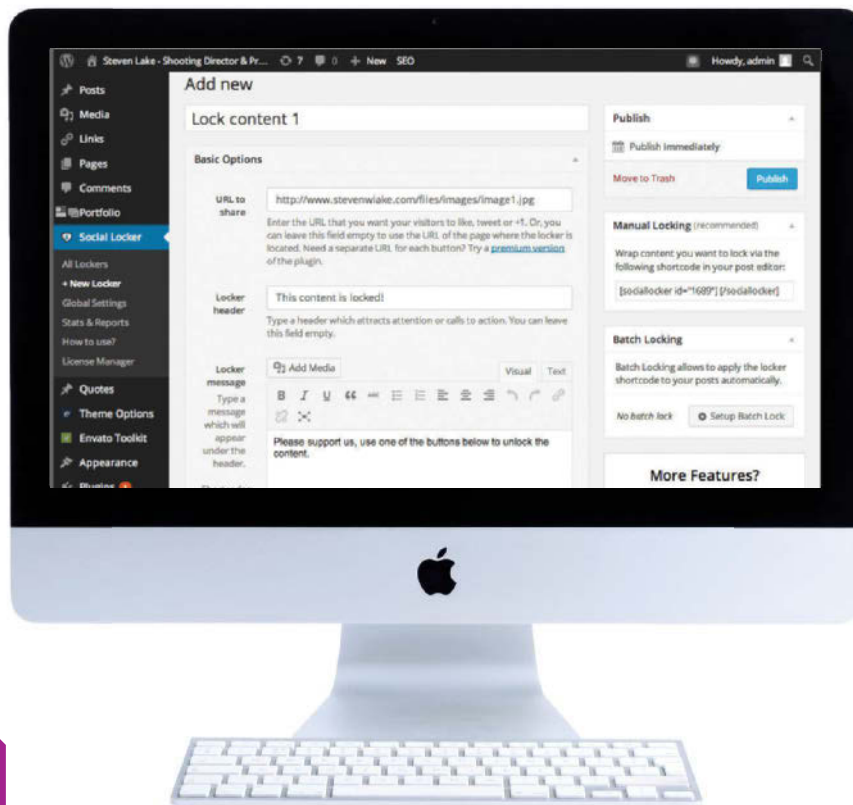 Steven Lake - Shooting Director & Pr... 7 0 + New SEO Howdy, admin
Posts
Media
Links
Pages
Comments
Portfolio
Social Locker
All Lockers
+ New Locker
Global Settings
Stats & Reports
How to use?
License Manager
Quotes
Theme Options
Envato Toolkit
Appearance
Plugins
Add new
Lock content 1
Basic Options
URL to
share
http://www.stevenwlake.com/files/images/image1.jpg
Enter the URL that you want your visitors to like, tweet or +1. Or, you
can leave this field empty to use the URL of the page where the locker is
located. Need a separate URL for each button? Try a premium version
of the plugin.
Locker
header
This content is locked!
Type a header which attracts attention or calls to action. You can leave
this field empty.
Locker
message
Type a
message
which will
appear
under the
header.
Add Media
Visual Text
B I U ABC
Please support us, use one of the buttons below to unlock the
content.
Publish
Publish Immediately
Move to Trash Publish
Manual Locking (recommended)
Wrap content you want to lock via the
following shortcode in your post editor:
[sociallocker id="1689"] [/sociallocker]
Batch Locking
Batch Locking allows to apply the locker
shortcode to your posts automatically.
No batch lock Setup Batch Lock
More Features?